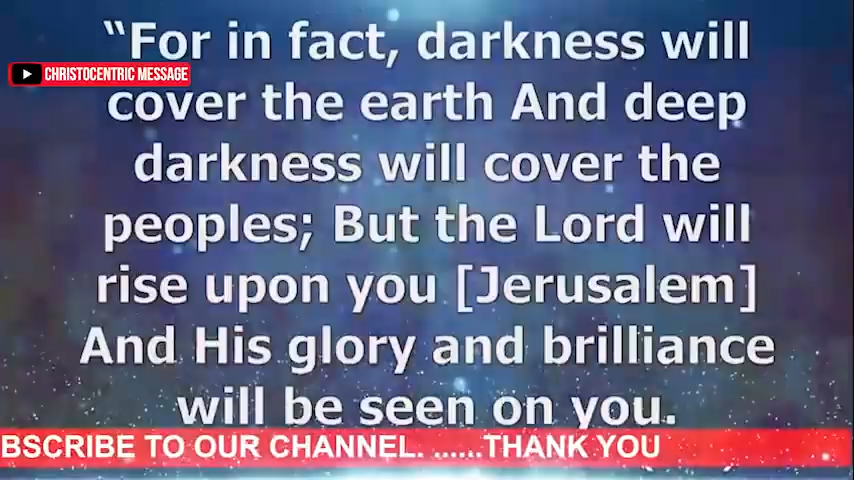 “For in fact, darkness will
CHRISTOCENTRIC MESSAGE
cover the earth And deep
darkness will cover the
peoples; But the Lord will
rise upon you [Jerusalem]
And His glory and brilliance
will be seen on you.
BSCRIBE TO OUR CHANNEL. ......THANK YOU